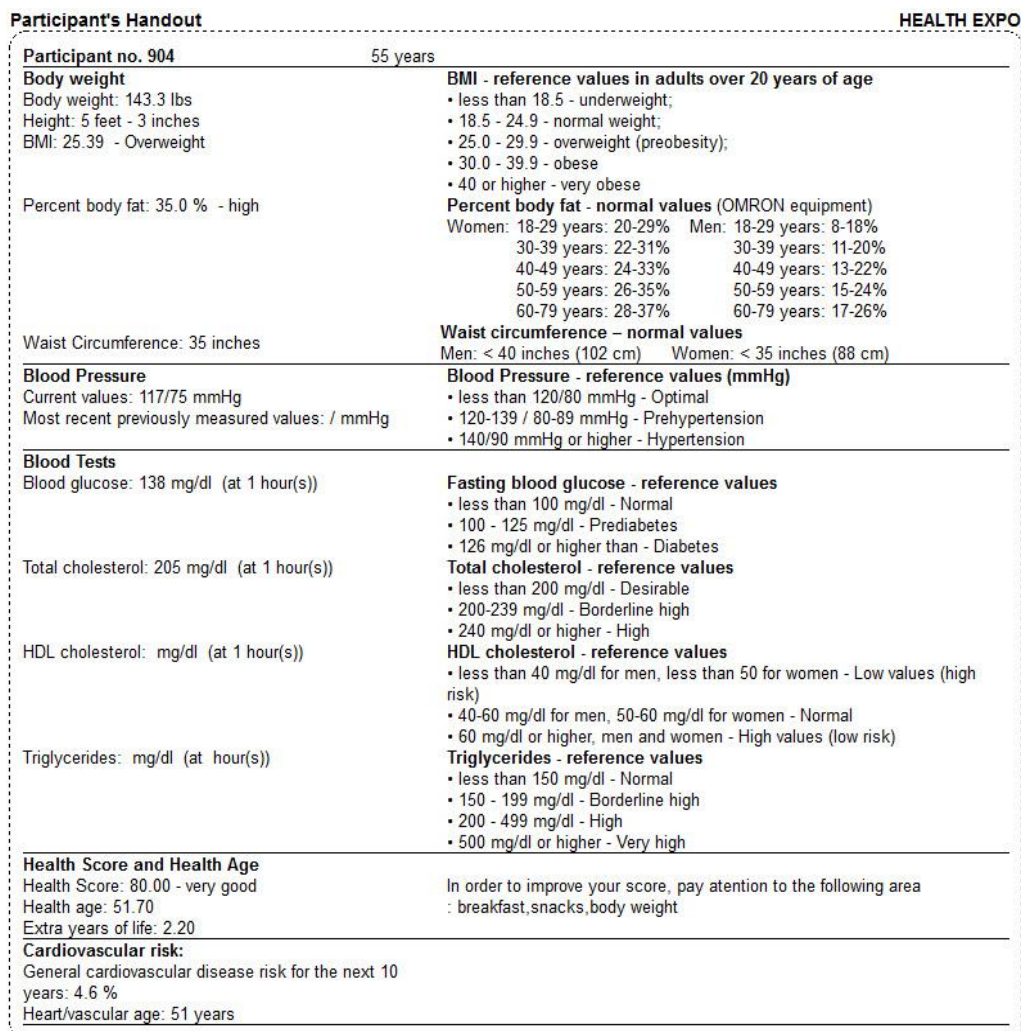 Participant's Handout HEALTH EXPO
Participant no. 904 55 years
Body weight
Body weight: 143.3 lbs
Height: 5 feet - 3 inches
BMI: 25.39 - Overweight
BMI - reference values in adults over 20 years of age
• less than 18.5 - underweight;
• 18.5 - 24.9 - normal weight;
• 25.0 - 29.9 - overweight (preobesity);
• 30.0 - 39.9 - obese
• 40 or higher - very obese
Percent body fat: 35.0 % - high
Percent body fat - normal values (OMRON equipment)
Women: 18-29 years: 20-29% Men: 18-29 years: 8-18%
30-39 years: 22-31% 30-39 years: 11-20%
40-49 years: 24-33% 40-49 years: 13-22%
50-59 years: 26-35% 50-59 years: 15-24%
60-79 years: 28-37% 60-79 years: 17-26%
Waist Circumference: 35 inches
Waist circumference – normal values
Men: < 40 inches (102 cm) Women: < 35 inches (88 cm)
Blood Pressure
Current values: 117/75 mmHg
Most recent previously measured values: / mmHg
Blood Pressure - reference values (mmHg)
• less than 120/80 mmHg - Optimal
• 120-139 / 80-89 mmHg - Prehypertension
• 140/90 mmHg or higher - Hypertension
Blood Tests
Blood glucose: 138 mg/dl (at 1 hour(s))
Fasting blood glucose - reference values
• less than 100 mg/dl - Normal
• 100 - 125 mg/dl - Prediabetes
• 126 mg/dl or higher than - Diabetes
Total cholesterol: 205 mg/dl (at 1 hour(s))
Total cholesterol - reference values
• less than 200 mg/dl - Desirable
• 200-239 mg/dl - Borderline high
• 240 mg/dl or higher - High
HDL cholesterol: mg/dl (at 1 hour(s))
HDL cholesterol - reference values
• less than 40 mg/dl for men, less than 50 for women - Low values (high
risk)
• 40-60 mg/dl for men, 50-60 mg/dl for women - Normal
• 60 mg/dl or higher, men and women - High values (low risk)
Triglycerides: mg/dl (at hour(s))
Triglycerides - reference values
• less than 150 mg/dl - Normal
• 150 - 199 mg/dl - Borderline high
• 200 - 499 mg/dl - High
• 500 mg/dl or higher - Very high
Health Score and Health Age
Health Score: 80.00 - very good
Health age: 51.70
Extra years of life: 2.20
In order to improve your score, pay atention to the following area
: breakfast,snacks,body weight
Cardiovascular risk:
General cardiovascular disease risk for the next 10
years: 4.6 %
Heart/vascular age: 51 years